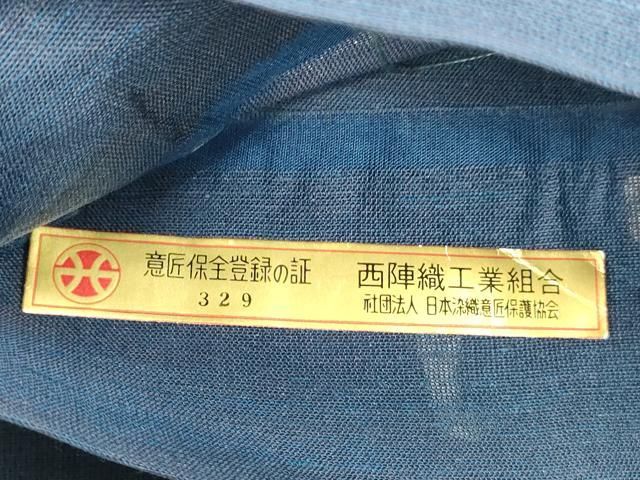 意匠保全登録の証
329
西陣織工業組合
社団法人 日本染織意匠保護協会